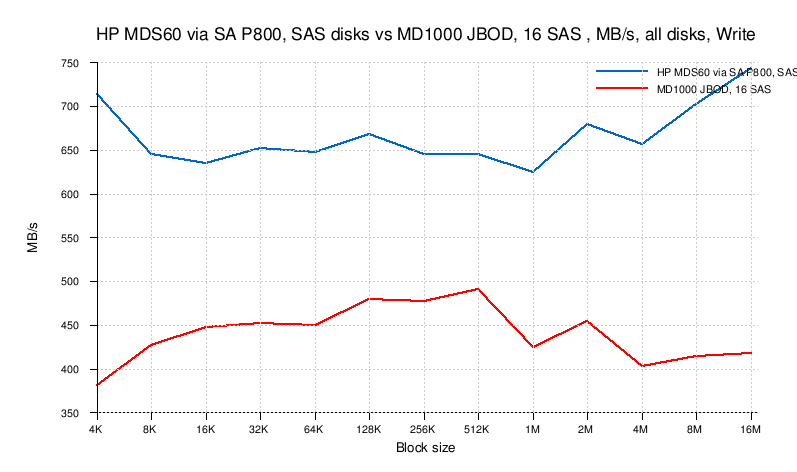 HP MDS60 via SA P800, SAS disks vs MD1000 JBOD, 16 SAS , MB/s, all disks, Write
750
HP MDS60 via SA P800, SAS
MD1000 JBOD, 16 SAS
700
650
600
550
MB/s
500
450
400
350
4K 8K 16K 32K 64K 128K 256K 512K 1M 2M 4M 8M 16M
Block size